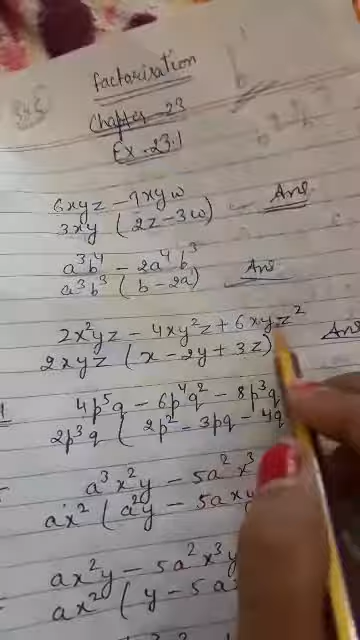 Factorisation
Chapter - 23
Ex - 23.1
6xyz - 9xyw
3xy ( 2z - 3w) Ans
a³b⁴ - 2a⁴b³
a³b³ ( b - 2a) Ans
2x²yz - 4xy²z + 6xyz²
2xyz ( x - 2y + 3z) Ans
4p⁵q - 6p⁴q² - 8p³q
2p³q ( 2p² - 3pq - 4q
a³x²y - 5a²x³
ax² ( a²y - 5axy
ax²y - 5a²x³y
ax² ( y - 5a